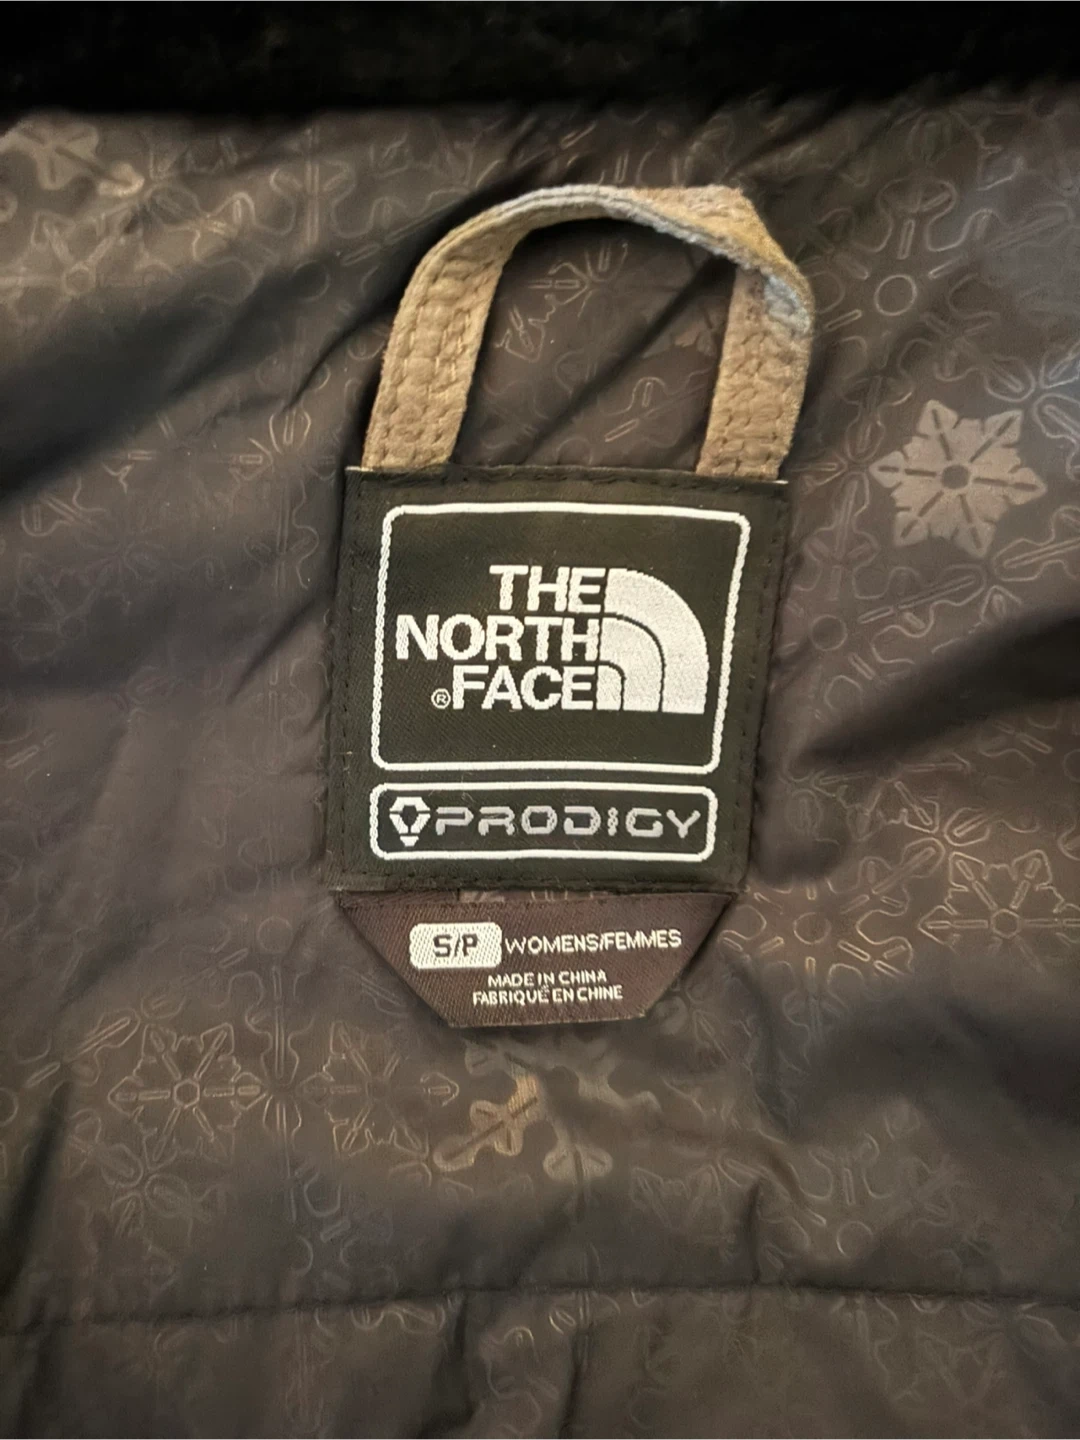 THE
NORTH
®FACE
PRODIGY
S/P WOMENS/FEMMES
MADE IN CHINA
FABRIQUÉ EN CHINE